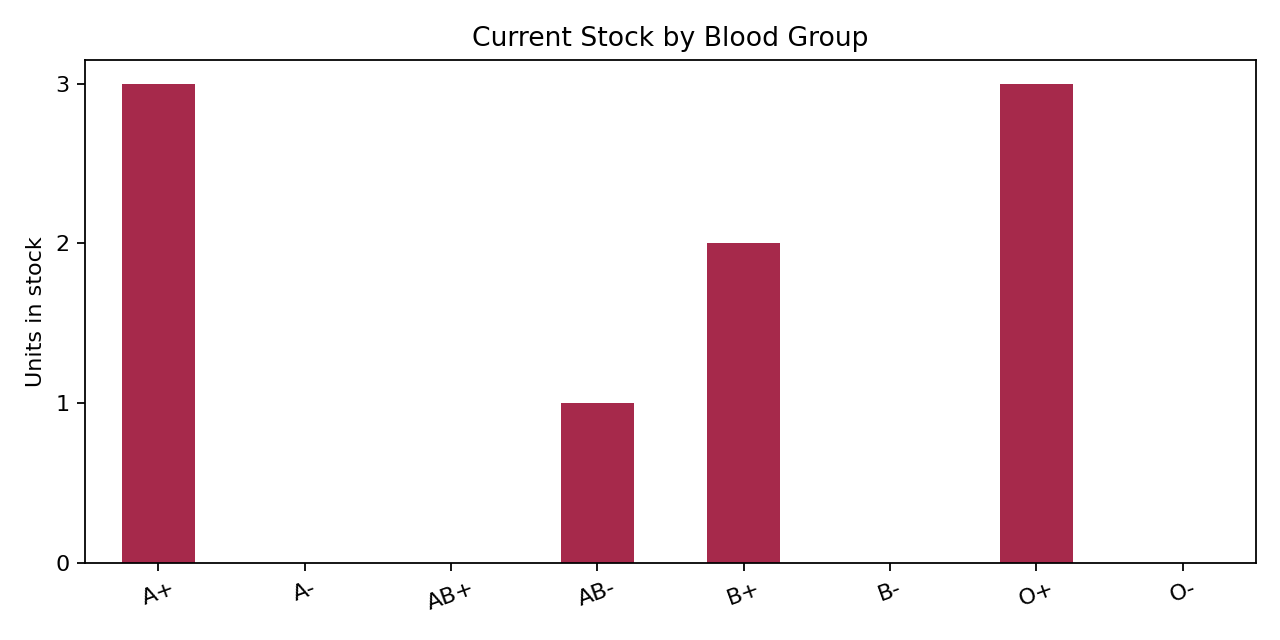 Current Stock by Blood Group
Units in stock
3
2
1
0
A+ A- AB+ AB- B+ B- O+ O-